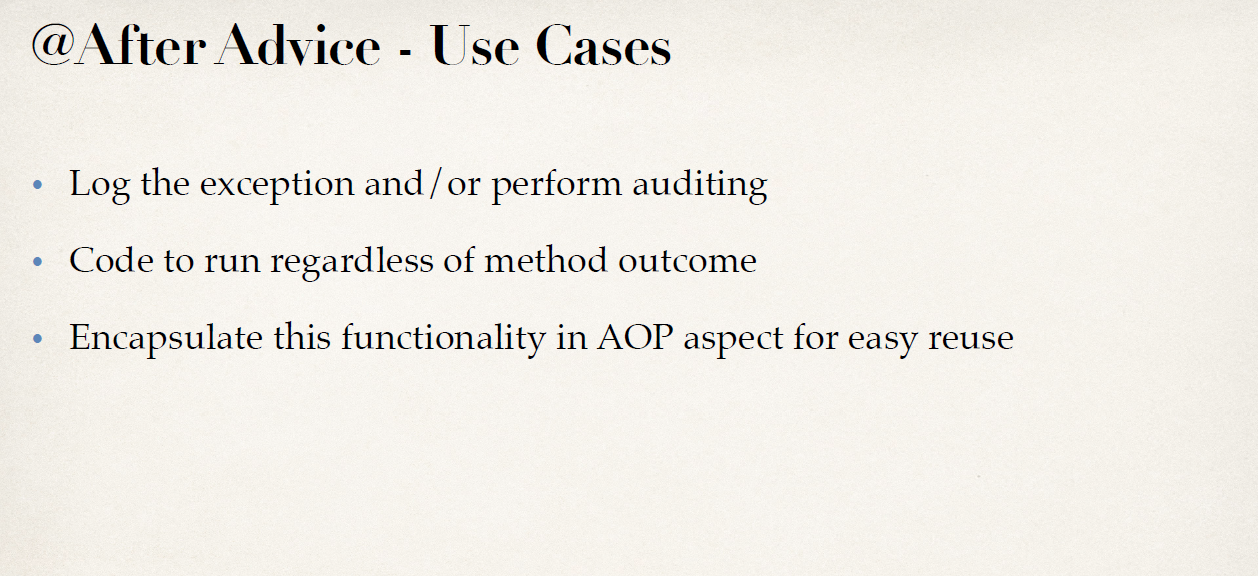 @After Advice - Use Cases
• Log the exception and/or perform auditing
• Code to run regardless of method outcome
• Encapsulate this functionality in AOP aspect for easy reuse